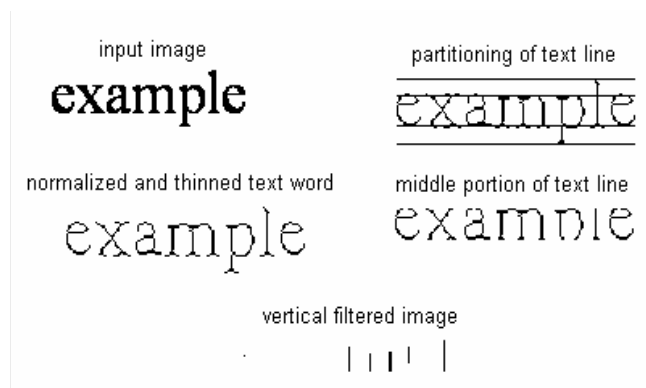 input image
example
partitioning of text line
example
normalized and thinned text word
example
middle portion of text line
example
vertical filtered image